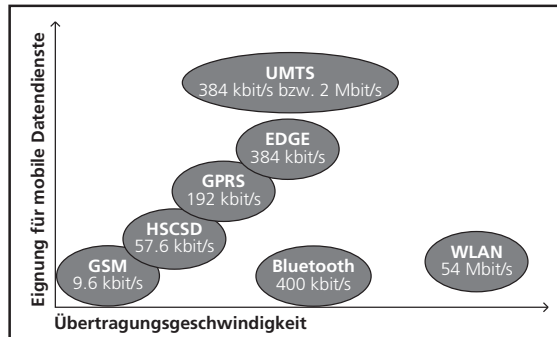 Eignung für mobile Datendienste
UMTS
384 kbit/s bzw. 2 Mbit/s
EDGE
384 kbit/s
GPRS
192 kbit/s
HSCSD
57.6 kbit/s
GSM
9.6 kbit/s
Bluetooth
400 kbit/s
WLAN
54 Mbit/s
Übertragungsgeschwindigkeit